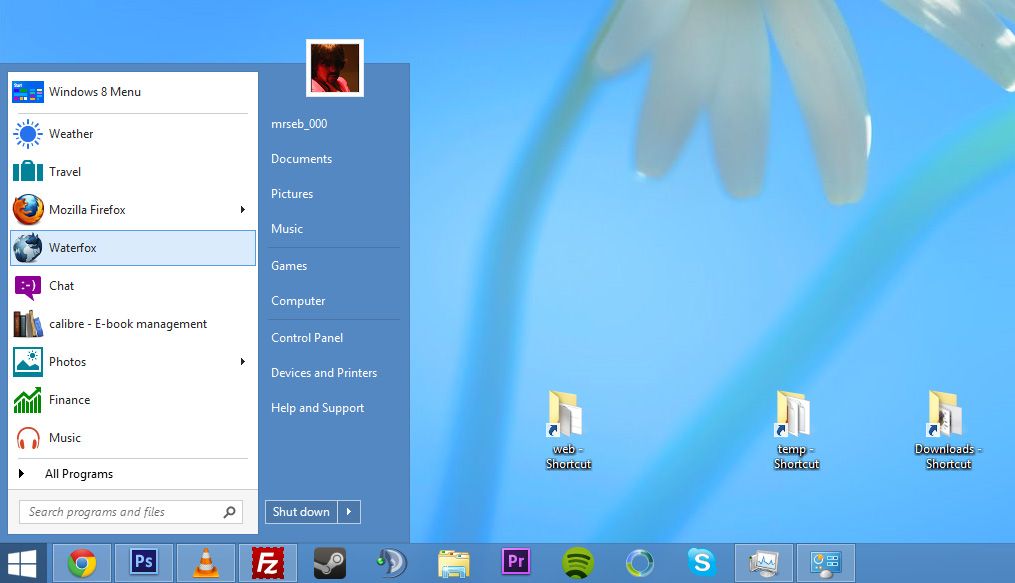 Windows 8 Menu
Weather
Travel
Mozilla Firefox
Waterfox
Chat
calibre - E-book management
Photos
Finance
Music
All Programs
Search programs and files
mrseb_000
Documents
Pictures
Music
Games
Computer
Control Panel
Devices and Printers
Help and Support
Shut down
web -
Shortcut
temp -
Shortcut
Downloads -
Shortcut
Start
:-)
Ps
Fz
Pr
S